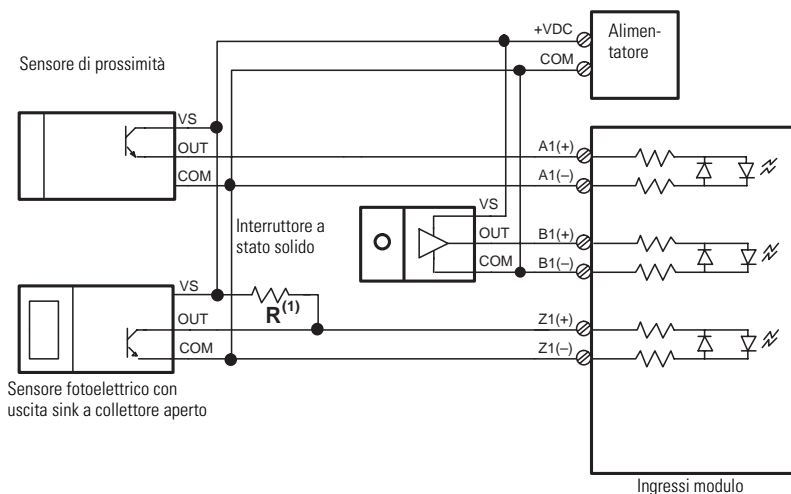 +VDC
Alimen-
tatore
COM
Sensore di prossimità
VS
OUT
COM
A1(+)
A1(–)
Interruttore a
stato solido
VS
OUT
COM
B1(+)
B1(–)
VS
R(1)
OUT
COM
Z1(+)
Z1(–)
Sensore fotoelettrico con
uscita sink a collettore aperto
Ingressi modulo